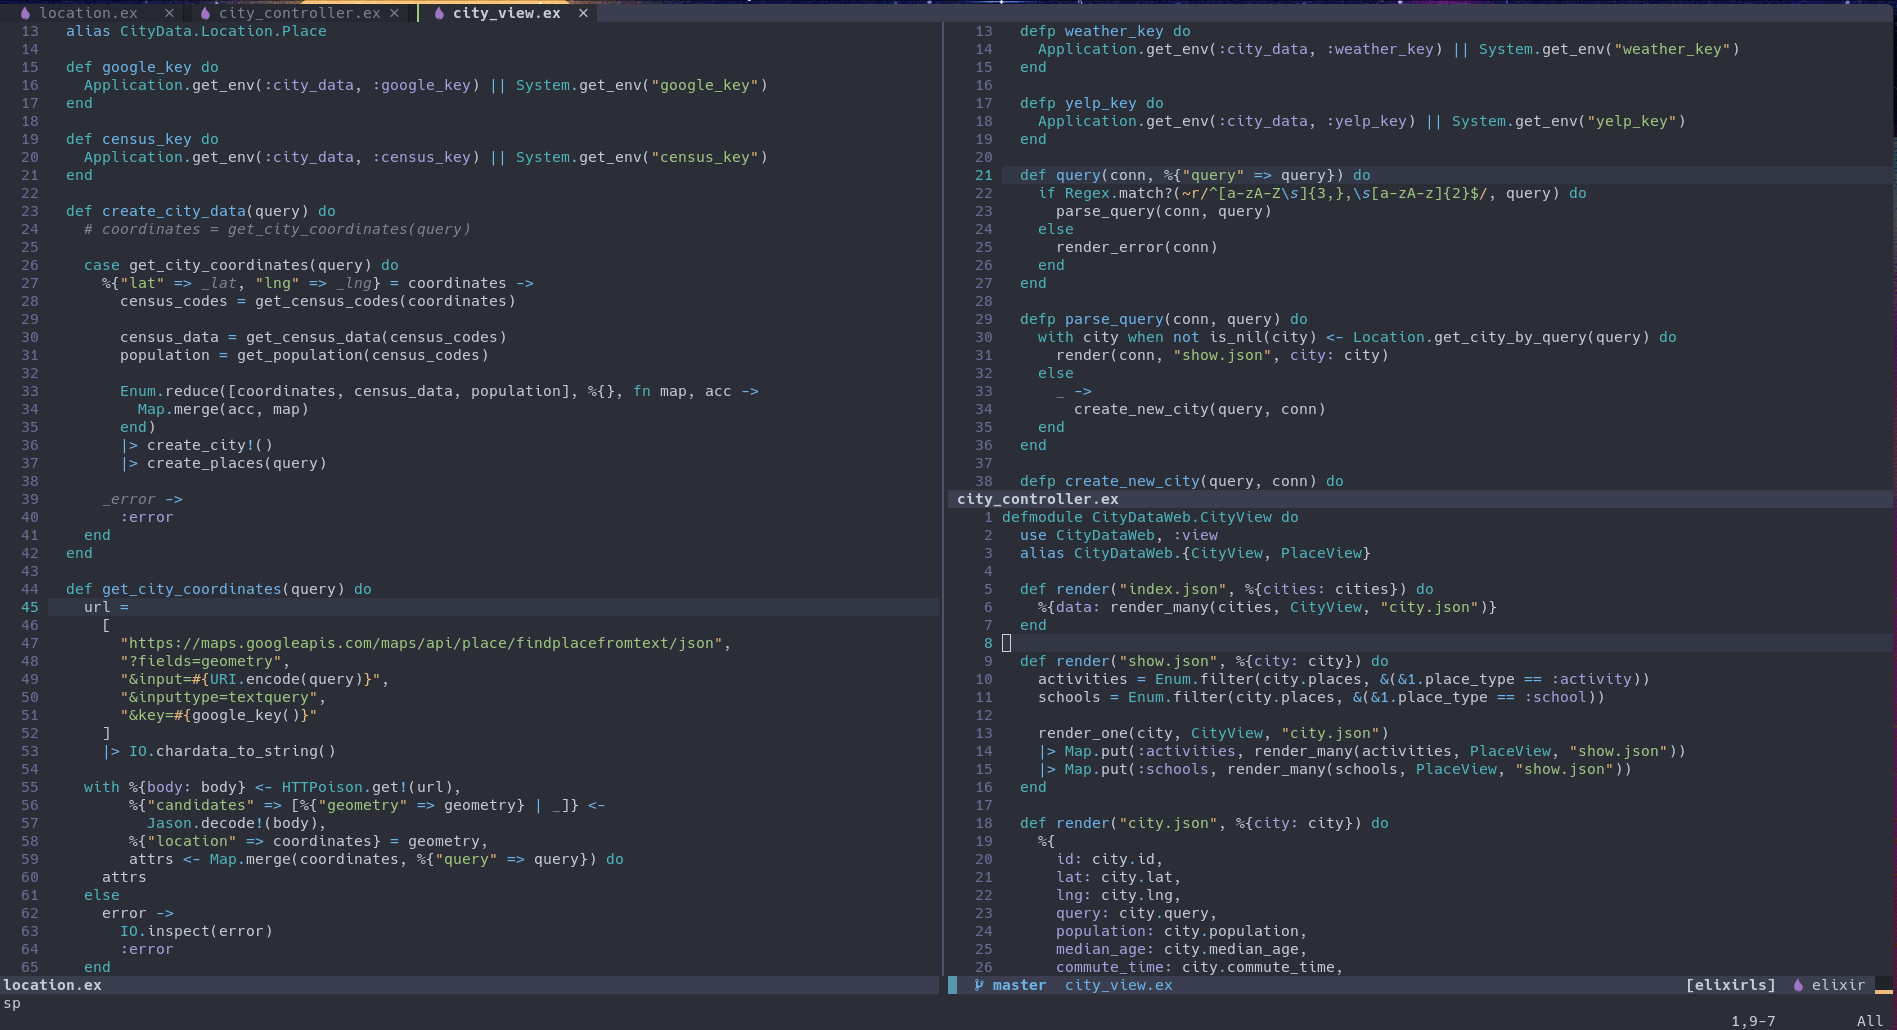 location.ex × city_controller.ex × city_view.ex ×
13 alias CityData.Location.Place
14
15 def google_key do
16 Application.get_env(:city_data, :google_key) || System.get_env("google_key")
17 end
18
19 def census_key do
20 Application.get_env(:city_data, :census_key) || System.get_env("census_key")
21 end
22
23 def create_city_data(query) do
24 # coordinates = get_city_coordinates(query)
25
26 case get_city_coordinates(query) do
27 %{"lat" => _lat, "lng" => _lng} = coordinates ->
28 census_codes = get_census_codes(coordinates)
29
30 census_data = get_census_data(census_codes)
31 population = get_population(census_codes)
32
33 Enum.reduce([coordinates, census_data, population], %{}, fn map, acc ->
34 Map.merge(acc, map)
35 end)
36 |> create_city!()
37 |> create_places(query)
38
39 _error ->
40 :error
41 end
42 end
43
44 def get_city_coordinates(query) do
45 url =
46 [
47 "https://maps.googleapis.com/maps/api/place/findplacefromtext/json",
48 "?fields=geometry",
49 "&input=#{URI.encode(query)}",
50 "&inputtype=textquery",
51 "&key=#{google_key()}"
52 ]
53 |> IO.chardata_to_string()
54
55 with %{body: body} <- HTTPoison.get!(url),
56 %{"candidates" => [%{"geometry" => geometry} | _]} <-
57 Jason.decode!(body),
58 %{"location" => coordinates} = geometry,
59 attrs <- Map.merge(coordinates, %{"query" => query}) do
60 attrs
61 else
62 error ->
63 IO.inspect(error)
64 :error
65 end
location.ex
sp
13 defp weather_key do
14 Application.get_env(:city_data, :weather_key) || System.get_env("weather_key")
15 end
16
17 defp yelp_key do
18 Application.get_env(:city_data, :yelp_key) || System.get_env("yelp_key")
19 end
20
21 def query(conn, %{"query" => query}) do
22 if Regex.match?(~r/^[a-zA-Z\s]{3,},\s[a-zA-z]{2}$/, query) do
23 parse_query(conn, query)
24 else
25 render_error(conn)
26 end
27 end
28
29 defp parse_query(conn, query) do
30 with city when not is_nil(city) <- Location.get_city_by_query(query) do
31 render(conn, "show.json", city: city)
32 else
33 _ ->
34 create_new_city(query, conn)
35 end
36 end
37
38 defp create_new_city(query, conn) do
city_controller.ex
1 defmodule CityDataWeb.CityView do
2 use CityDataWeb, :view
3 alias CityDataWeb.{CityView, PlaceView}
4
5 def render("index.json", %{cities: cities}) do
6 %{data: render_many(cities, CityView, "city.json")}
7 end
8
9 def render("show.json", %{city: city}) do
10 activities = Enum.filter(city.places, &(&1.place_type == :activity))
11 schools = Enum.filter(city.places, &(&1.place_type == :school))
12
13 render_one(city, CityView, "city.json")
14 |> Map.put(:activities, render_many(activities, PlaceView, "show.json"))
15 |> Map.put(:schools, render_many(schools, PlaceView, "show.json"))
16 end
17
18 def render("city.json", %{city: city}) do
19 %{
20 id: city.id,
21 lat: city.lat,
22 lng: city.lng,
23 query: city.query,
24 population: city.population,
25 median_age: city.median_age,
26 commute_time: city.commute_time,
master city_view.ex [elixirls] elixir
1,9-7 All